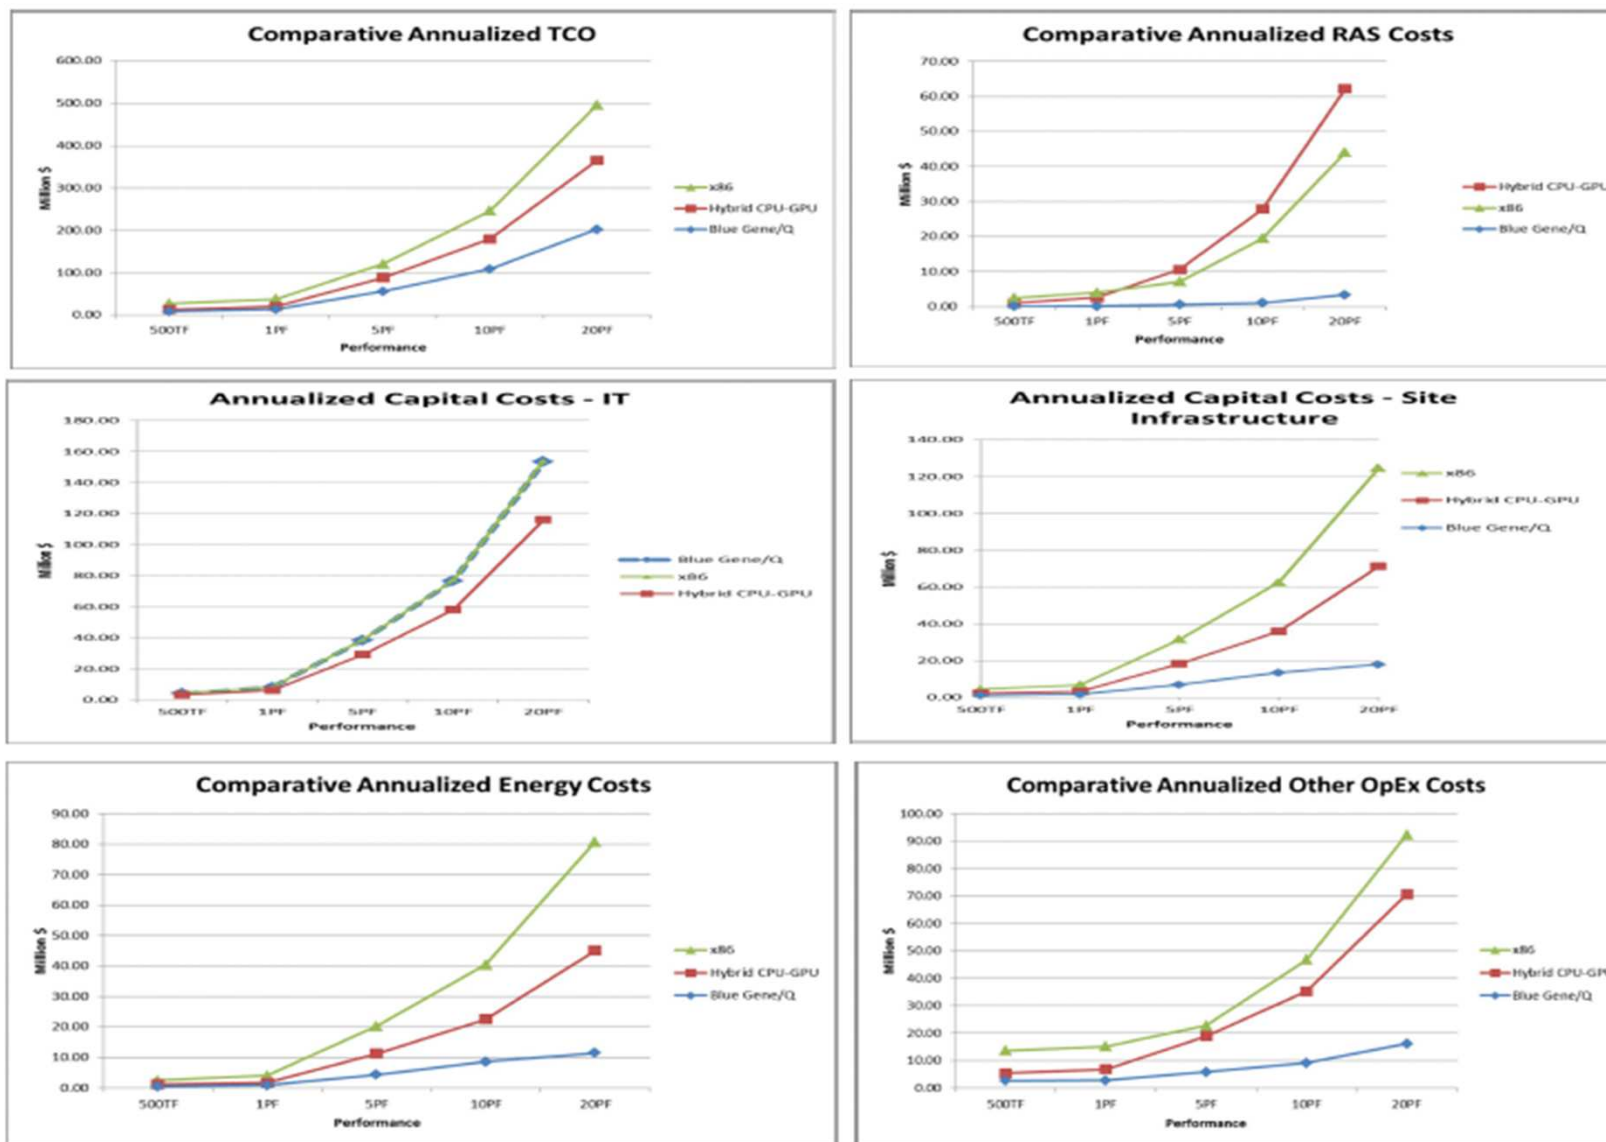 Comparative Annualized TCO
600.00
500.00
400.00
300.00
200.00
100.00
0.00
Million $
500TF 1PF 5PF 10PF 20PF
Performance
x86
Hybrid CPU-GPU
Blue Gene/Q
Comparative Annualized RAS Costs
70.00
60.00
50.00
40.00
30.00
20.00
10.00
0.00
Million $
500TF 1PF 5PF 10PF 20PF
Performance
Hybrid CPU-GPU
x86
Blue Gene/Q
Annualized Capital Costs - IT
180.00
160.00
140.00
120.00
100.00
80.00
60.00
40.00
20.00
0.00
Million $
500TF 1PF 5PF 10PF 20PF
Performance
Blue Gene/Q
x86
Hybrid CPU-GPU
Annualized Capital Costs - Site
Infrastructure
140.00
120.00
100.00
80.00
60.00
40.00
20.00
0.00
Million $
500TF 1PF 5PF 10PF 20PF
Performance
x86
Hybrid CPU-GPU
Blue Gene/Q
Comparative Annualized Energy Costs
90.00
80.00
70.00
60.00
50.00
40.00
30.00
20.00
10.00
0.00
Million $
500TF 1PF 5PF 10PF 20PF
Performance
x86
Hybrid CPU-GPU
Blue Gene/Q
Comparative Annualized Other OpEx Costs
100.00
90.00
80.00
70.00
60.00
50.00
40.00
30.00
20.00
10.00
0.00
Million $
500TF 1PF 5PF 10PF 20PF
Performance
x86
Hybrid CPU-GPU
Blue Gene/Q